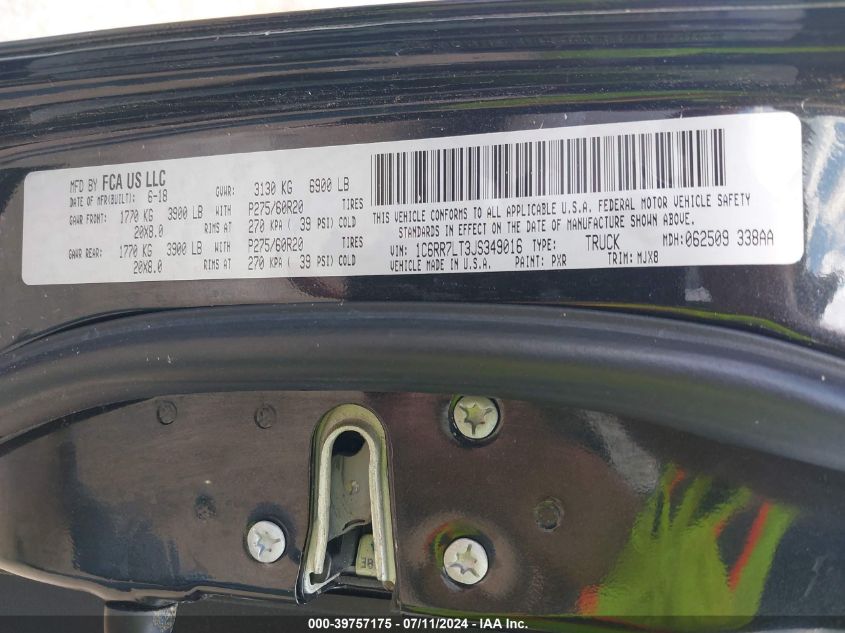 MFD BY FCA US LLC
DATE OF MFR(BUILT): 6-18 GVWR: 3130 KG 6900 LB
GAWR FRONT: 1770 KG 3900 LB WITH P275/60R20 TIRES
20X8.0 RIMS AT 270 KPA ( 39 PSI) COLD
GAWR REAR: 1770 KG 3900 LB WITH P275/60R20 TIRES
20X8.0 RIMS AT 270 KPA ( 39 PSI) COLD
THIS VEHICLE CONFORMS TO ALL APPLICABLE U.S.A. FEDERAL MOTOR VEHICLE SAFETY
STANDARDS IN EFFECT ON THE DATE OF MANUFACTURE SHOWN ABOVE.
VIN: 1C6RR7LT3JS349016 TYPE: TRUCK MDH: 062509 338AA
VEHICLE MADE IN U.S.A. PAINT: PXR TRIM: MJX8
000-39757175 - 07/11/2024 - IAA Inc.